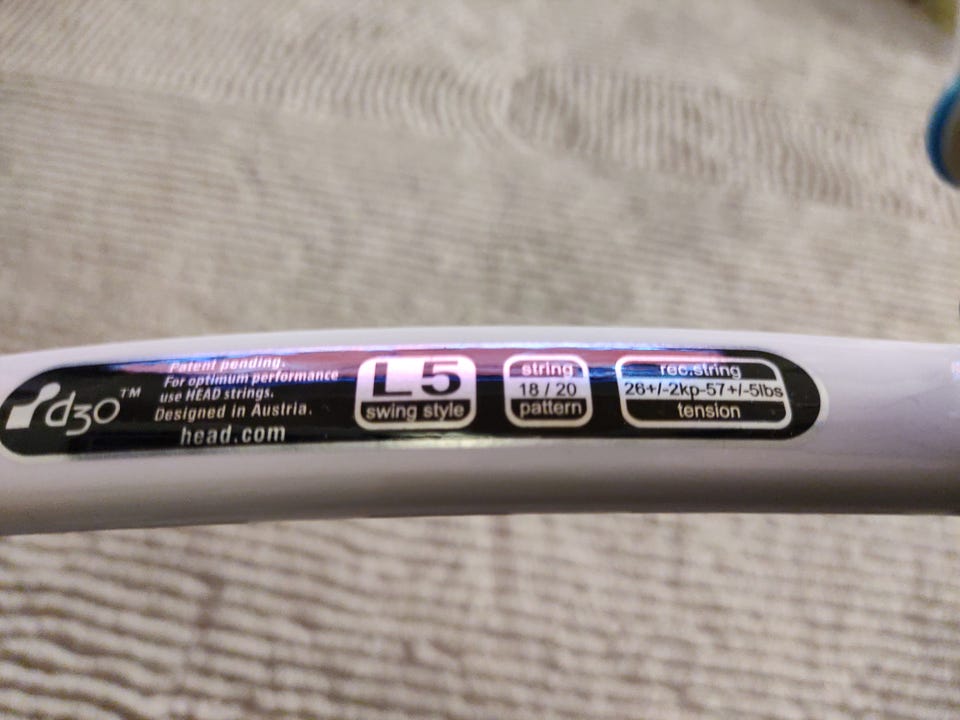 d3o™
Patent pending.
For optimum performance
use HEAD strings.
Designed in Austria.
head.com
L5
swing style
string
18 / 20
pattern
rec.string
26+/-2kp-57+/-5lbs
tension